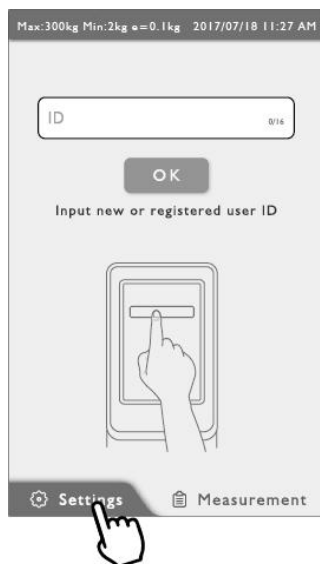 Max:300kg Min:2kg e=0.1kg 2017/07/18 11:27 AM
ID 0/16
OK
Input new or registered user ID
Settings Measurement